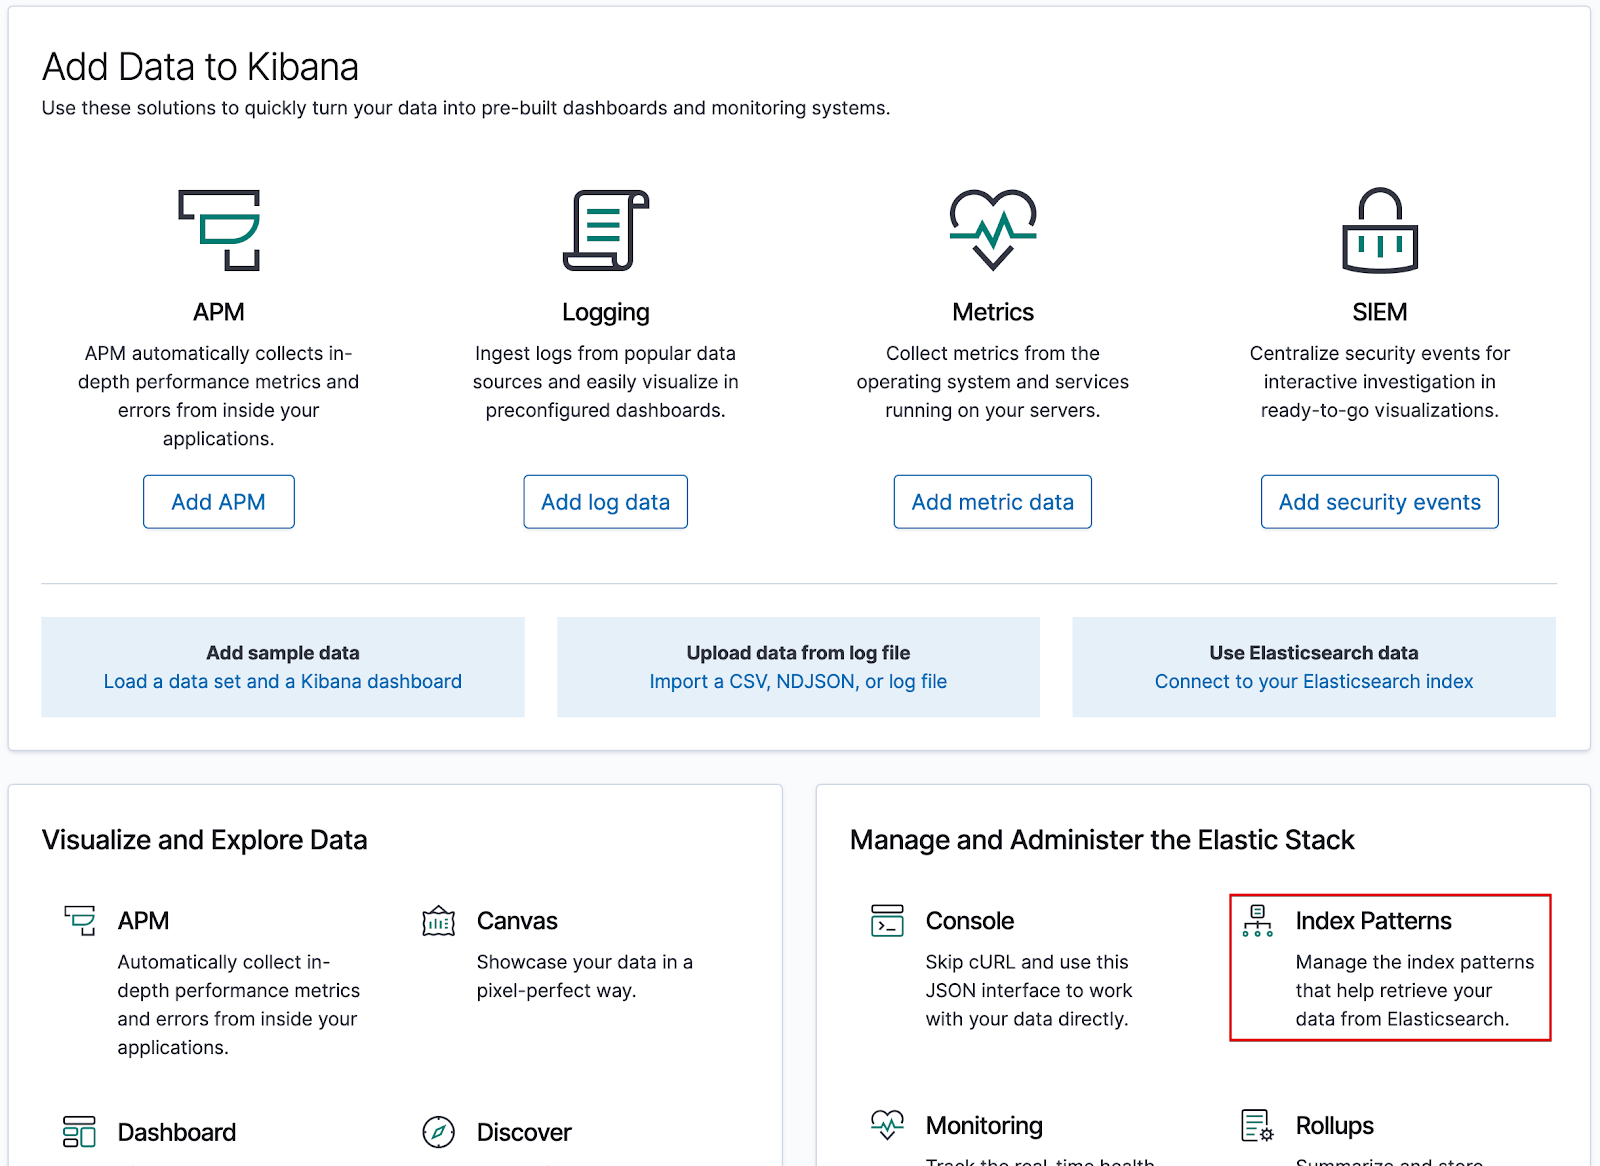 Add Data to Kibana
Use these solutions to quickly turn your data into pre-built dashboards and monitoring systems.
APM
APM automatically collects in-
depth performance metrics and
errors from inside your
applications.
Add APM
Logging
Ingest logs from popular data
sources and easily visualize in
preconfigured dashboards.
Add log data
Metrics
Collect metrics from the
operating system and services
running on your servers.
Add metric data
SIEM
Centralize security events for
interactive investigation in
ready-to-go visualizations.
Add security events
Add sample data
Load a data set and a Kibana dashboard
Upload data from log file
Import a CSV, NDJSON, or log file
Use Elasticsearch data
Connect to your Elasticsearch index
Visualize and Explore Data
APM
Automatically collect in-
depth performance metrics
and errors from inside your
applications.
Canvas
Showcase your data in a
pixel-perfect way.
Dashboard
Discover
Manage and Administer the Elastic Stack
Console
Skip cURL and use this
JSON interface to work
with your data directly.
Index Patterns
Manage the index patterns
that help retrieve your
data from Elasticsearch.
Monitoring
Track the real-time health
Rollups
Summarize and store